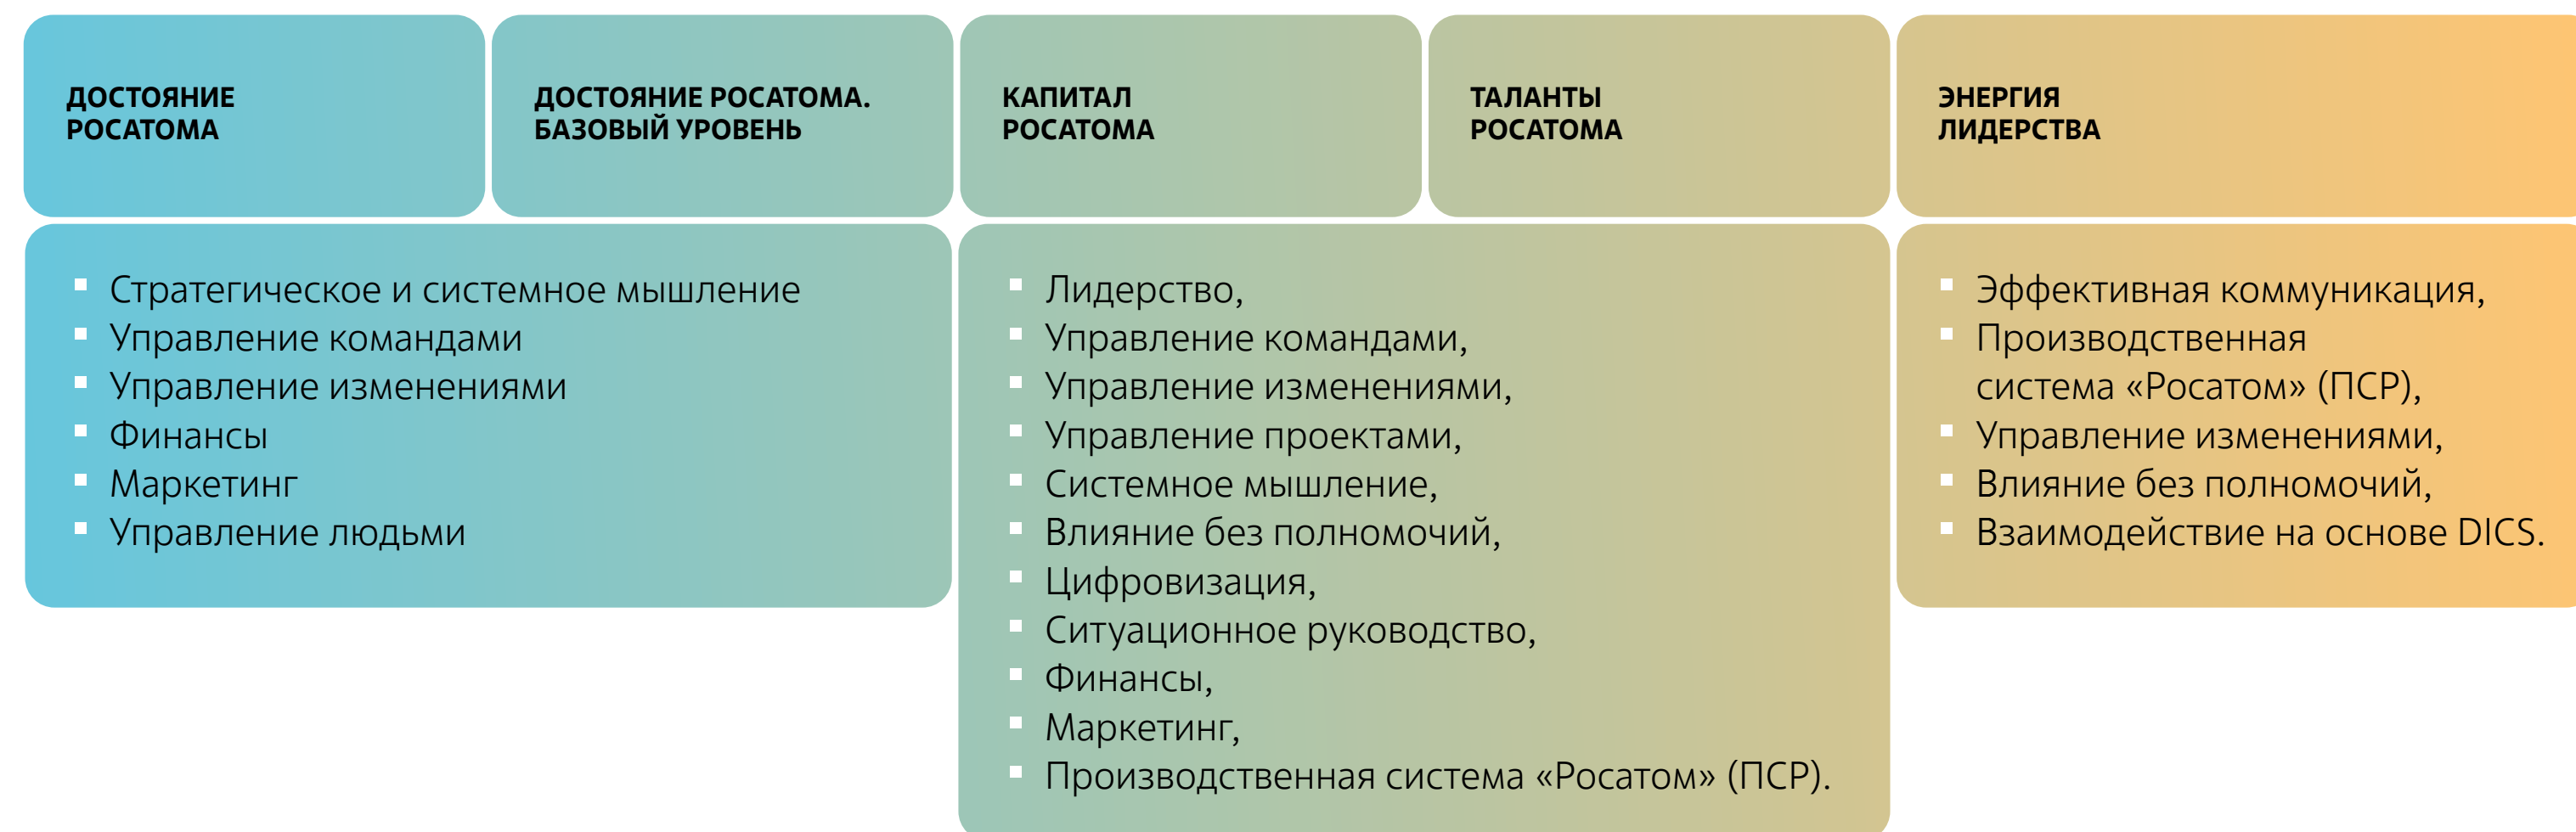 ДОСТОЯНИЕ
РОСАТОМА
ДОСТОЯНИЕ РОСАТОМА.
БАЗОВЫЙ УРОВЕНЬ
КАПИТАЛ
РОСАТОМА
ТАЛАНТЫ
РОСАТОМА
ЭНЕРГИЯ
ЛИДЕРСТВА
Стратегическое и системное мышление
Управление командами
Управление изменениями
Финансы
Маркетинг
Управление людьми
Лидерство,
Управление командами,
Управление изменениями,
Управление проектами,
Системное мышление,
Влияние без полномочий,
Цифровизация,
Ситуационное руководство,
Финансы,
Маркетинг,
Производственная система «Росатом» (ПСР).
Эффективная коммуникация,
Производственная
система «Росатом» (ПСР),
Управление изменениями,
Влияние без полномочий,
Взаимодействие на основе DICS.